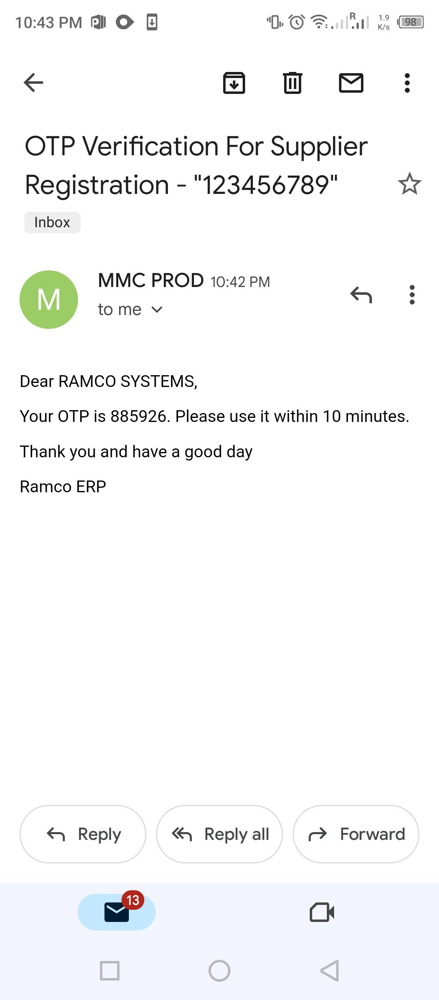 10:43 PM
R
1.9
K/s
98
OTP Verification For Supplier
Registration - "123456789"
Inbox
M
MMC PROD 10:42 PM
to me
Dear RAMCO SYSTEMS,
Your OTP is 885926. Please use it within 10 minutes.
Thank you and have a good day
Ramco ERP
Reply
Reply all
Forward
13